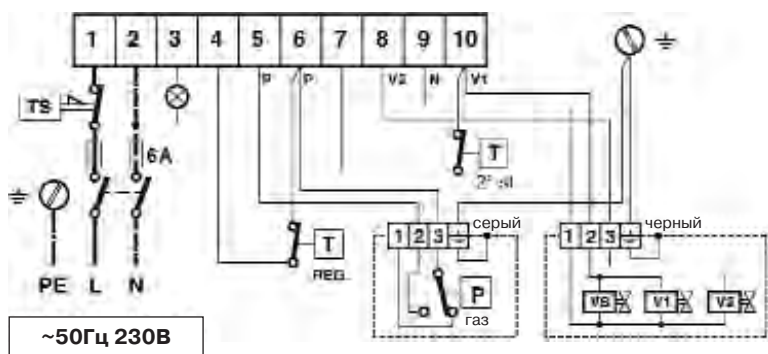 1 2 3 4 5 6 7 8 9 10
P P V2 N V1
TS
6A
T
серый
черный
1 2 3
1 2 3
T
REG.
PE L N
P
газ
VS V1 V2
~50Гц 230В